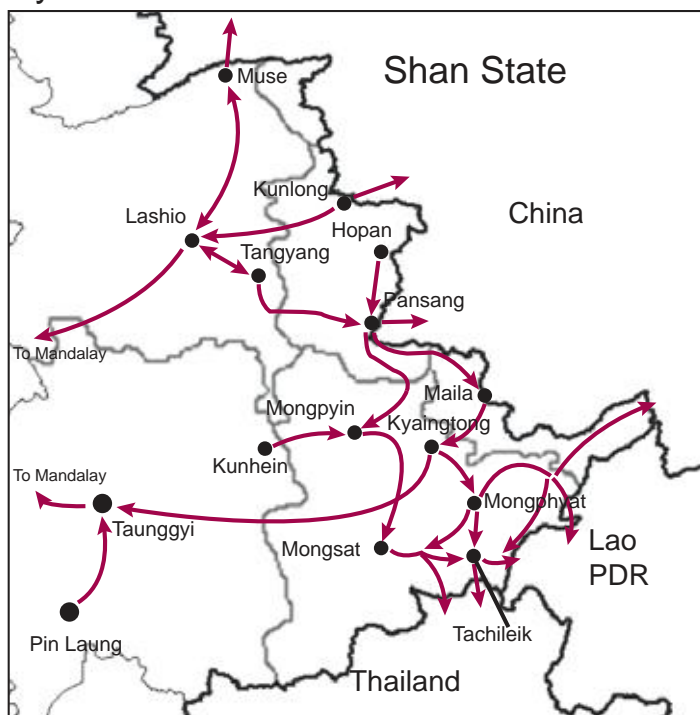 Shan State
Muse
Kunlong
China
Lashio
Hopan
Tangyang
Pansang
To Mandalay
Maila
Mongpyin
Kyaingtong
Kunhein
To Mandalay
Mongphyat
Taunggyi
Mongsat
Lao
PDR
Tachileik
Pin Laung
Thailand